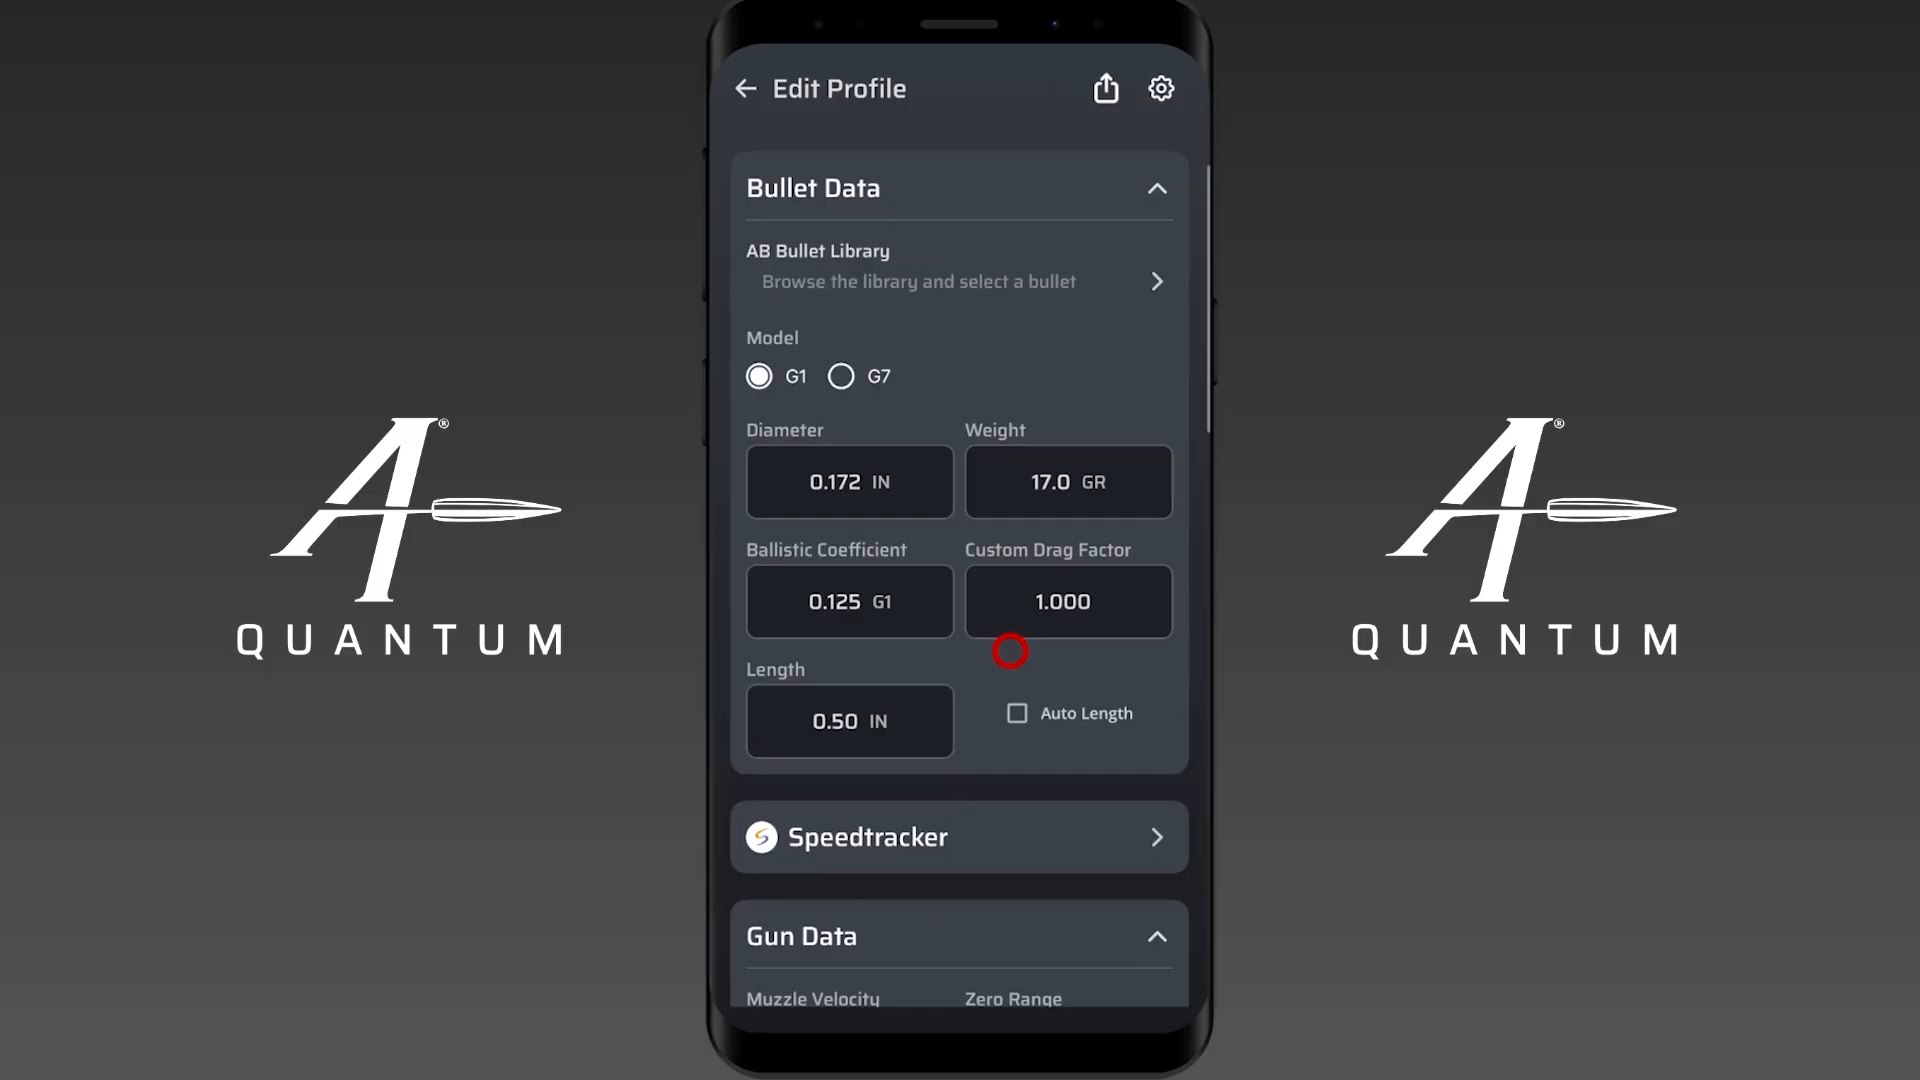 Edit Profile
Bullet Data
AB Bullet Library
Browse the library and select a bullet
Model
G1 G7
Diameter Weight
0.172 IN 17.0 GR
Ballistic Coefficient Custom Drag Factor
0.125 G1 1.000
Length
0.50 IN Auto Length
Speedtracker
Gun Data
Muzzle Velocity Zero Range
A®
QUANTUM
A®
QUANTUM